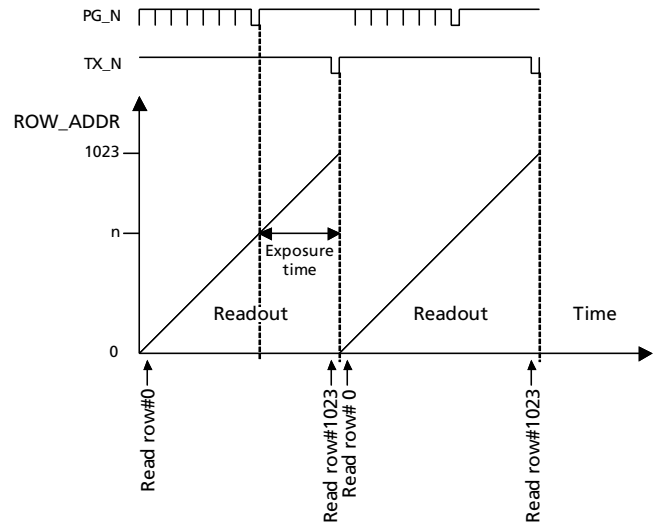 PG_N
TX_N
ROW_ADDR
1023
n
Exposure
time
Readout
Readout
Time
0
Read row#0
Read row#1023
Read row# 0
Read row#1023